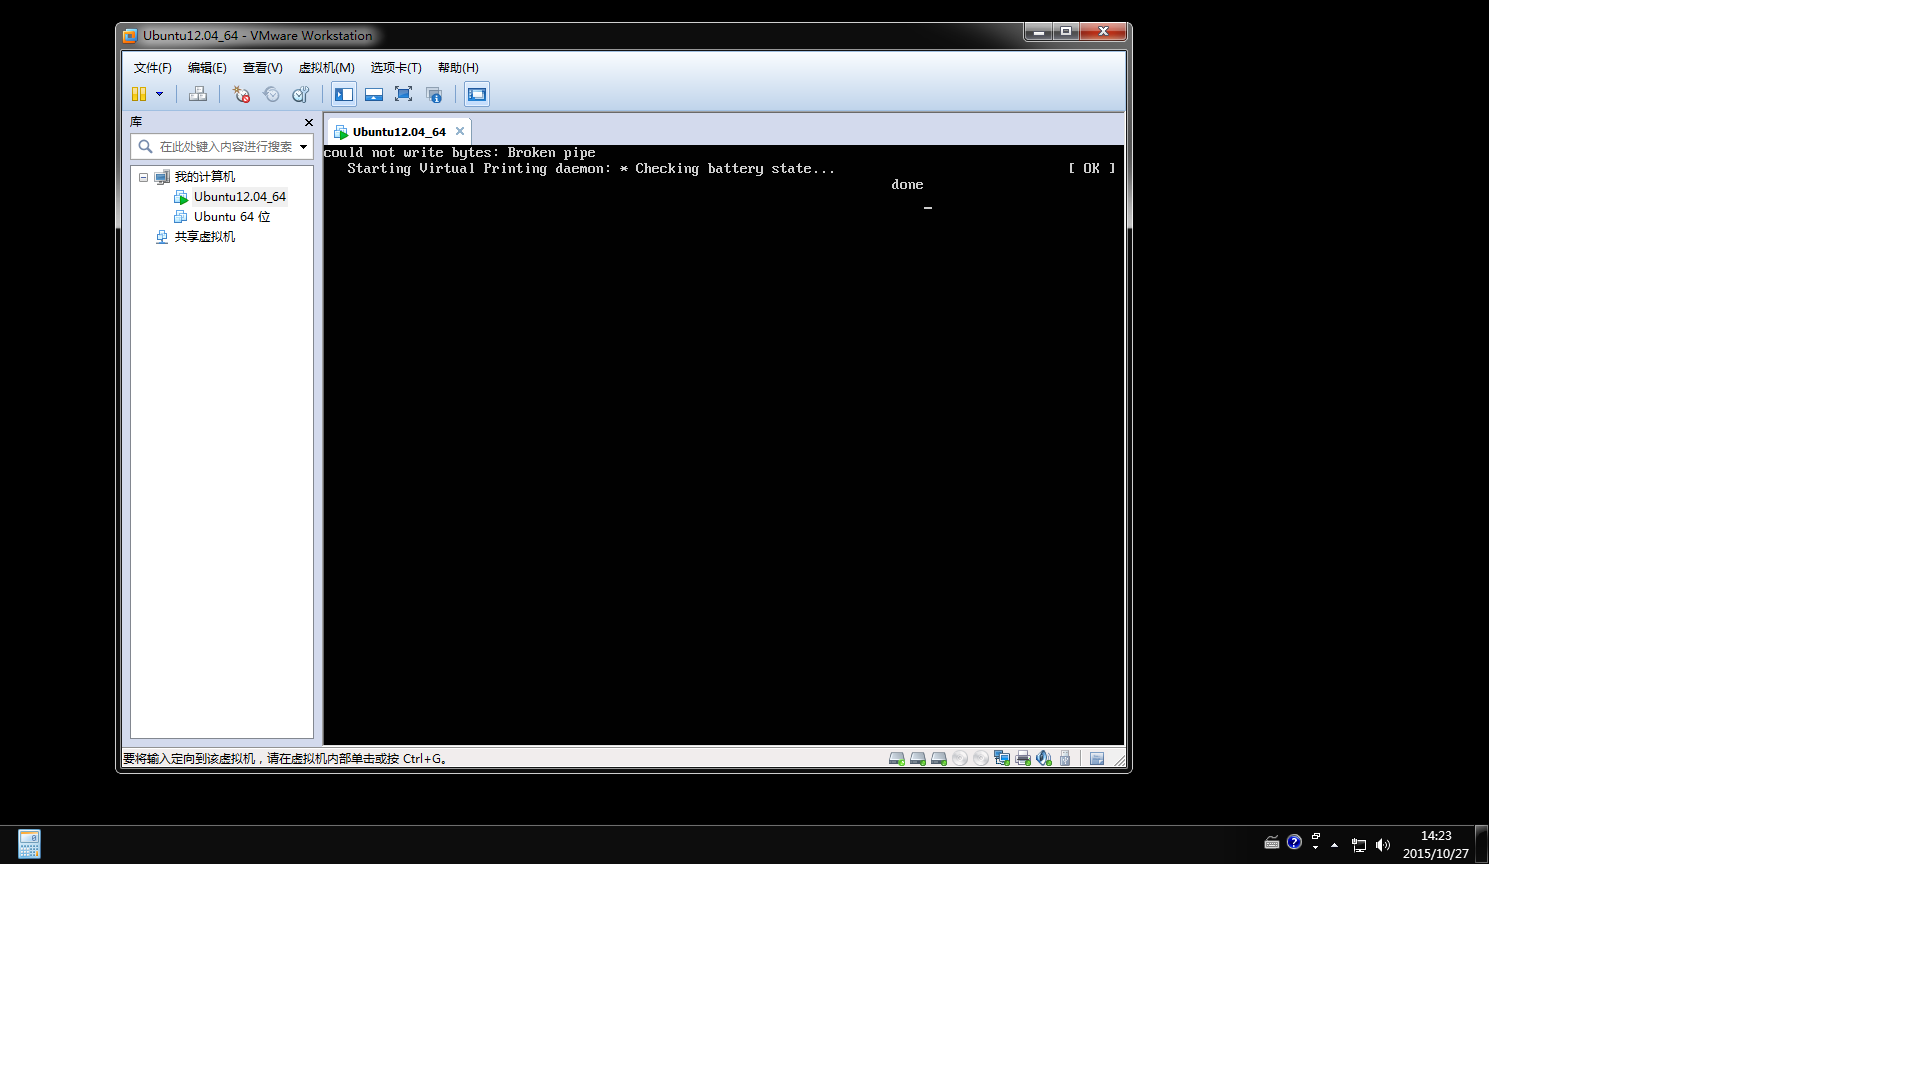 Ubuntu12.04_64 - VMware Workstation
文件(F) 编辑(E) 查看(V) 虚拟机(M) 选项卡(T) 帮助(H)
库
在此处键入内容进行搜索
我的计算机
Ubuntu12.04_64
Ubuntu 64 位
共享虚拟机
Ubuntu12.04_64
could not write bytes: Broken pipe
Starting Virtual Printing daemon: * Checking battery state... [ OK ]
done
_
要将输入定向到该虚拟机，请在虚拟机内部单击或按 Ctrl+G。
14:23
2015/10/27